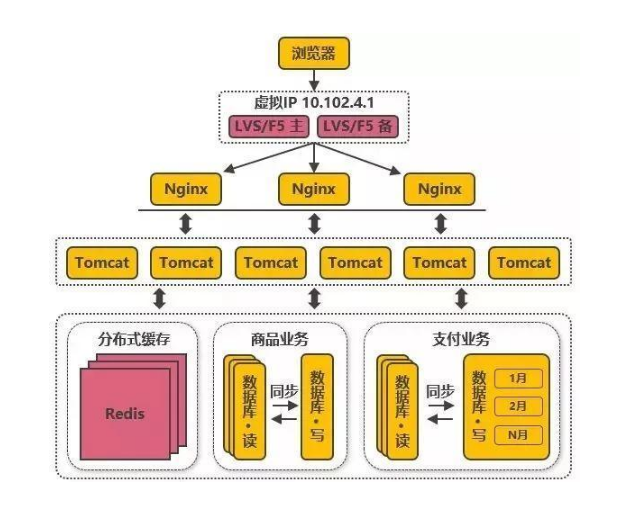 浏览器
虚拟IP 10.102.4.1
LVS/F5 主 LVS/F5 备
Nginx Nginx Nginx
Tomcat Tomcat Tomcat Tomcat Tomcat Tomcat
分布式缓存
Redis
商品业务
数据库·读
同步
数据库·写
支付业务
数据库·读
同步
数据库·写
1月
2月
N月